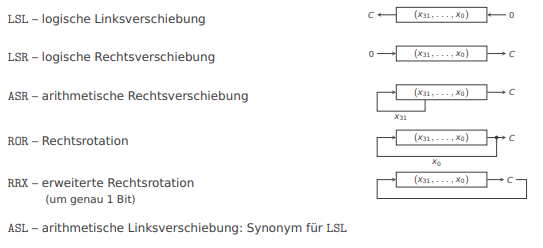 LSL – logische Linksverschiebung
C (x31, . . . , x0) 0
LSR – logische Rechtsverschiebung
0 (x31, . . . , x0) C
ASR – arithmetische Rechtsverschiebung
(x31, . . . , x0) C
x31
ROR – Rechtsrotation
(x31, . . . , x0) C
x0
RRX – erweiterte Rechtsrotation
(x31, . . . , x0) C
(um genau 1 Bit)
ASL – arithmetische Linksverschiebung: Synonym für LSL